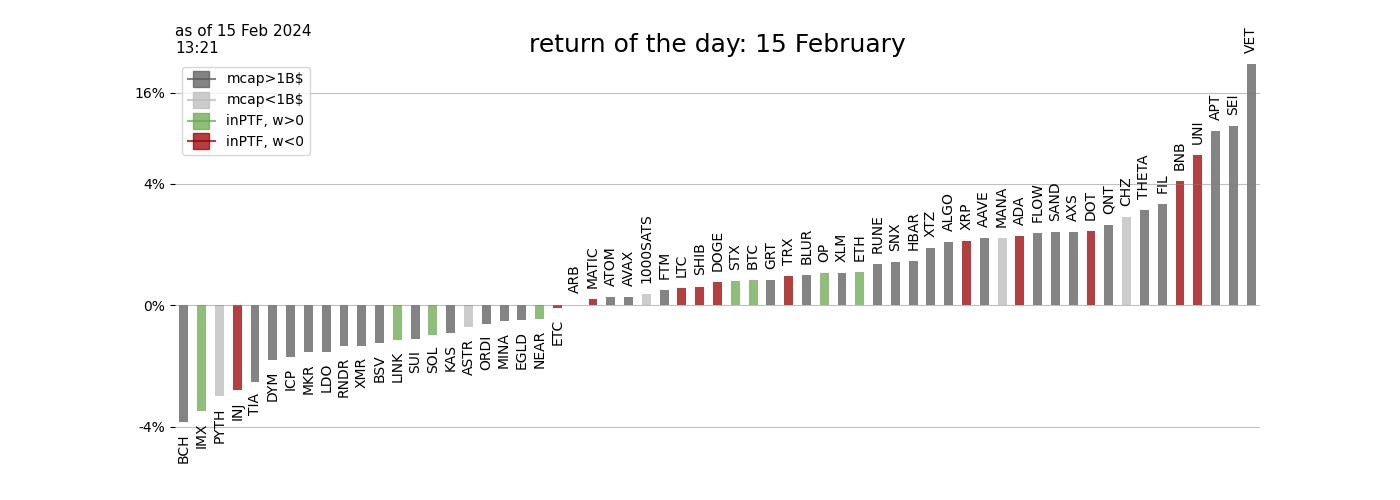 as of 15 Feb 2024
13:21
return of the day: 15 February
mcap>1B$
mcap<1B$
inPTF, w>0
inPTF, w<0
16%
4%
0%
-4%
BCH
IMX
PYTH
INJ
TIA
DYM
ICP
MKR
LDO
RNDR
XMR
BSV
LINK
SUI
SOL
KAS
ASTR
ORDI
MINA
EGLD
NEAR
ETC
ARB
MATIC
ATOM
AVAX
1000SATS
FTM
LTC
SHIB
DOGE
STX
BTC
GRT
TRX
BLUR
OP
XLM
ETH
RUNE
SNX
HBAR
XTZ
ALGO
XRP
AAVE
MANA
ADA
FLOW
SAND
AXS
DOT
QNT
CHZ
THETA
FIL
BNB
UNI
APT
SEI
VET